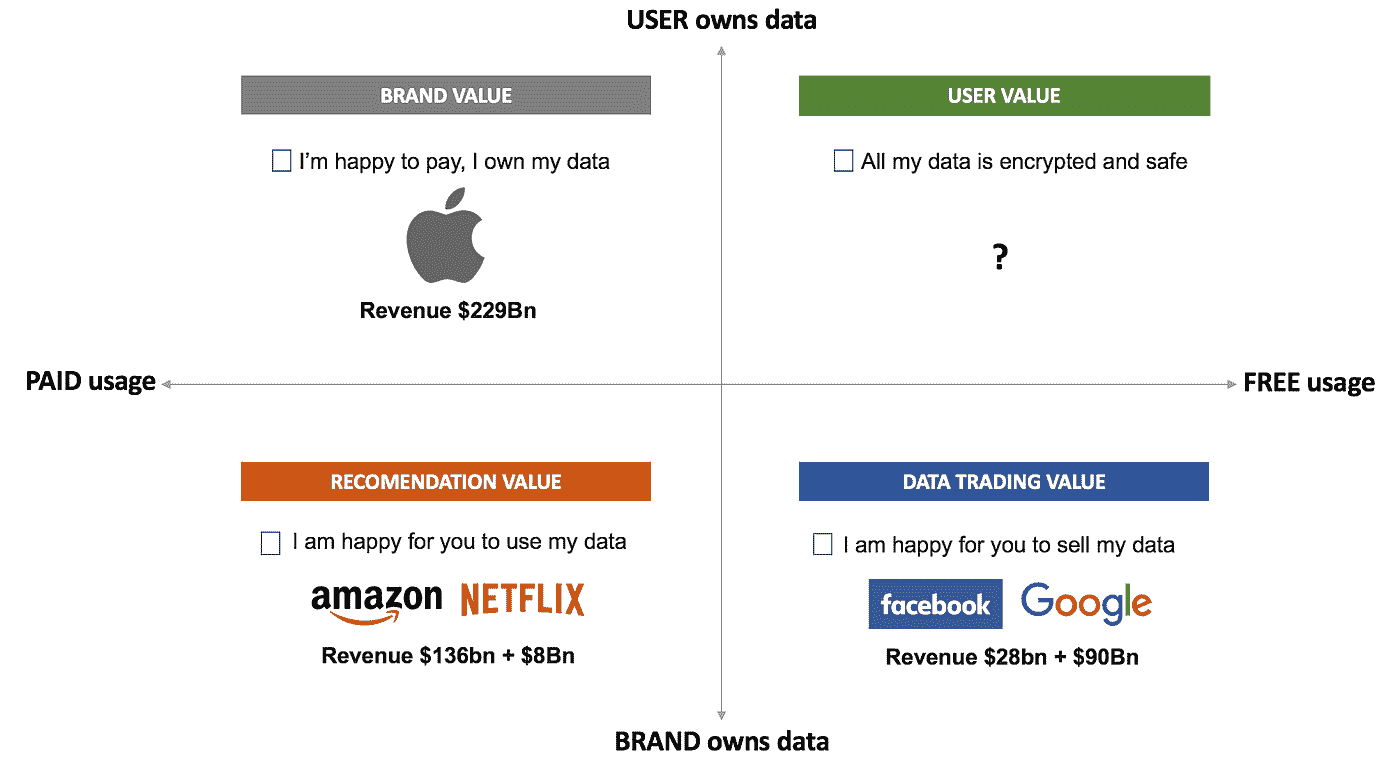 USER owns data
BRAND VALUE
I'm happy to pay, I own my data
Revenue $229Bn
USER VALUE
All my data is encrypted and safe
?
PAID usage
FREE usage
RECOMENDATION VALUE
I am happy for you to use my data
amazon NETFLIX
Revenue $136bn + $8Bn
DATA TRADING VALUE
I am happy for you to sell my data
facebook Google
Revenue $28bn + $90Bn
BRAND owns data